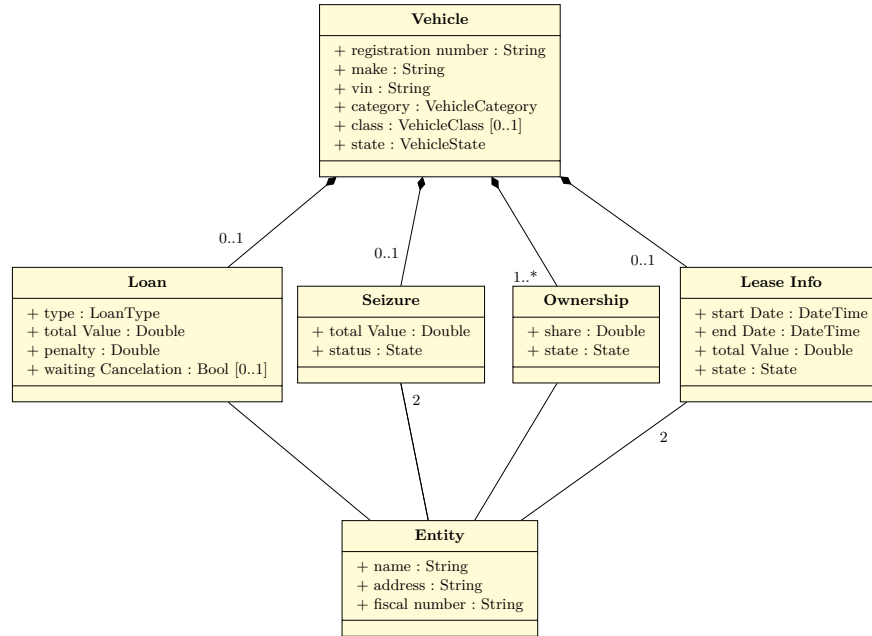 Vehicle
+ registration number : String
+ make : String
+ vin : String
+ category : VehicleCategory
+ class : VehicleClass [0..1]
+ state : VehicleState
0..1
0..1
1..*
0..1
Loan
+ type : LoanType
+ total Value : Double
+ penalty : Double
+ waiting Cancelation : Bool [0..1]
Seizure
+ total Value : Double
+ status : State
Ownership
+ share : Double
+ state : State
Lease Info
+ start Date : DateTime
+ end Date : DateTime
+ total Value : Double
+ state : State
2
2
Entity
+ name : String
+ address : String
+ fiscal number : String